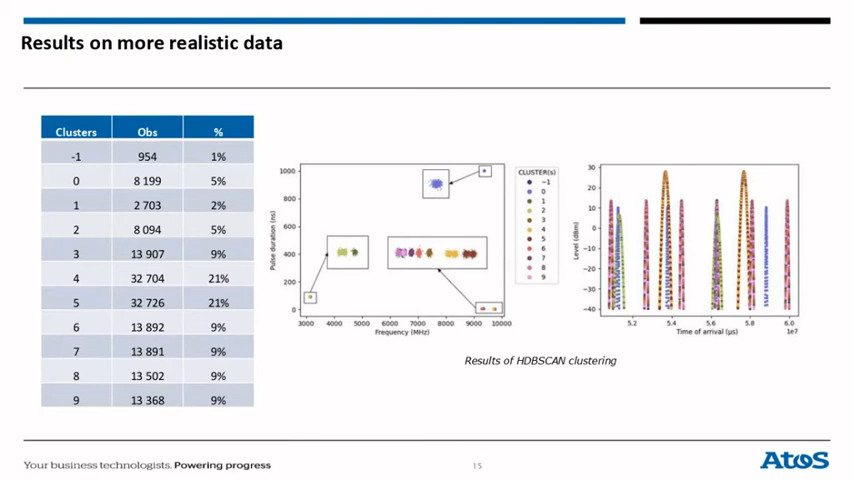 Results on more realistic data
Clusters Obs %
-1 954 1%
0 8 199 5%
1 2 703 2%
2 8 094 5%
3 13 907 9%
4 32 704 21%
5 32 726 21%
6 13 892 9%
7 13 891 9%
8 13 502 9%
9 13 368 9%
Pulse duration (ns)
1000
800
600
400
200
0
3000 4000 5000 6000 7000 8000 9000 10000
Frequency (MHz)
CLUSTER(s)
−1
0
1
2
3
4
5
6
7
8
9
Level (dBm)
30
20
10
0
−10
−20
−30
−40
5.2 5.4 5.6 5.8 6.0
Time of arrival (µs) 1e7
Results of HDBSCAN clustering
Your business technologists. Powering progress
15
Atos